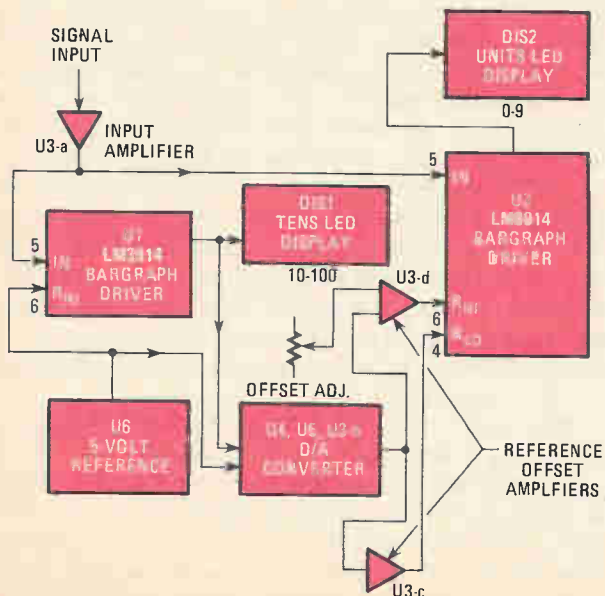 SIGNAL
INPUT
U3-a
INPUT
AMPLIFIER
DIS2
UNITS LED
DISPLAY
0-9
5
IN
U2
LM3914
BARGRAPH
DRIVER
6
4
U1
LM3914
BARGRAPH
DRIVER
5
IN
6
DIS1
TENS LED
DISPLAY
10-100
U3-d
OFFSET ADJ.
U6
5 VOLT
REFERENCE
D/A
CONVERTER
REFERENCE
OFFSET
AMPLFIERS
U3-c